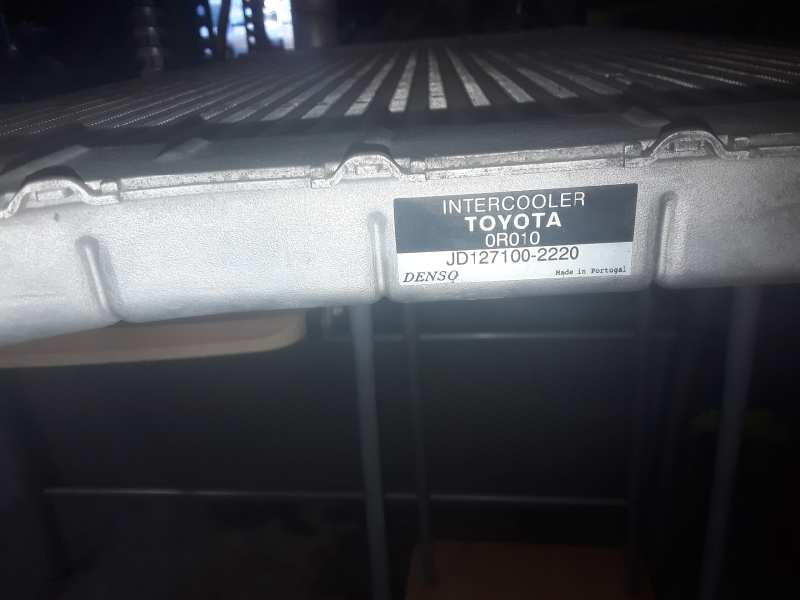 INTERCOOLER
TOYOTA
0R010
JD127100-2220
DENSO Made in Portugal